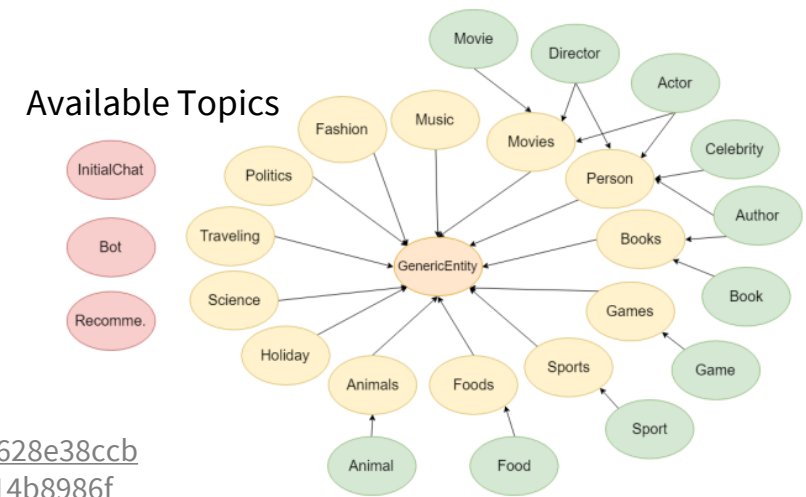 Movie
Director
Actor
Available Topics
Fashion
Music
Movies
Celebrity
InitialChat
Politics
Person
Author
Traveling
Books
Bot
GenericEntity
Science
Book
Recomme.
Games
Holiday
Animals
Foods
Sports
Game
Sport
628e38ccb
Animal
Food
14b8986f